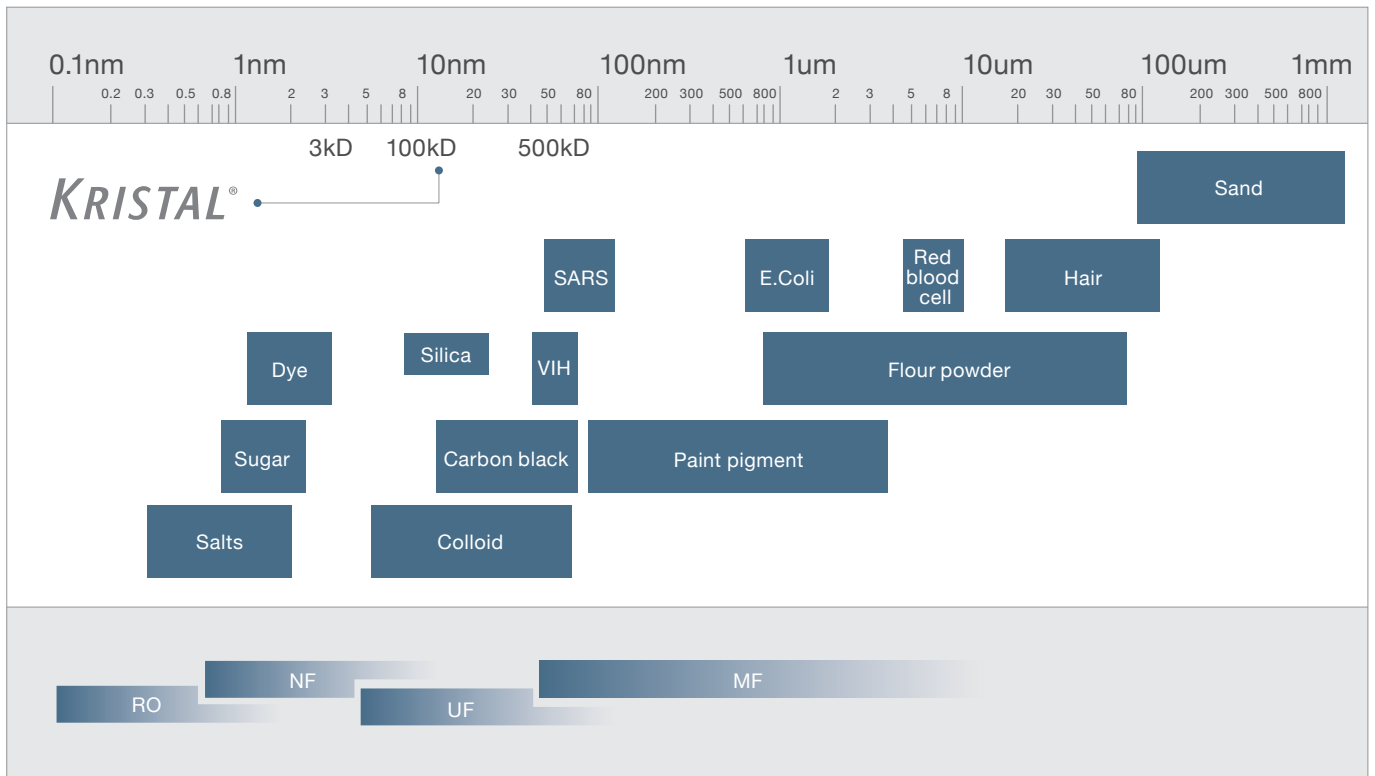 0.1nm 1nm 10nm 100nm 1um 10um 100um 1mm
0.2 0.3 0.5 0.8 2 3 5 8 20 30 50 80 200 300 500 800 2 3 5 8 20 30 50 80 200 300 500 800
3kD 100kD 500kD
KRISTAL®
Sand
SARS
E.Coli
Red
blood
cell
Hair
Dye
Silica
VIH
Flour powder
Sugar
Carbon black
Paint pigment
Salts
Colloid
NF
MF
RO
UF